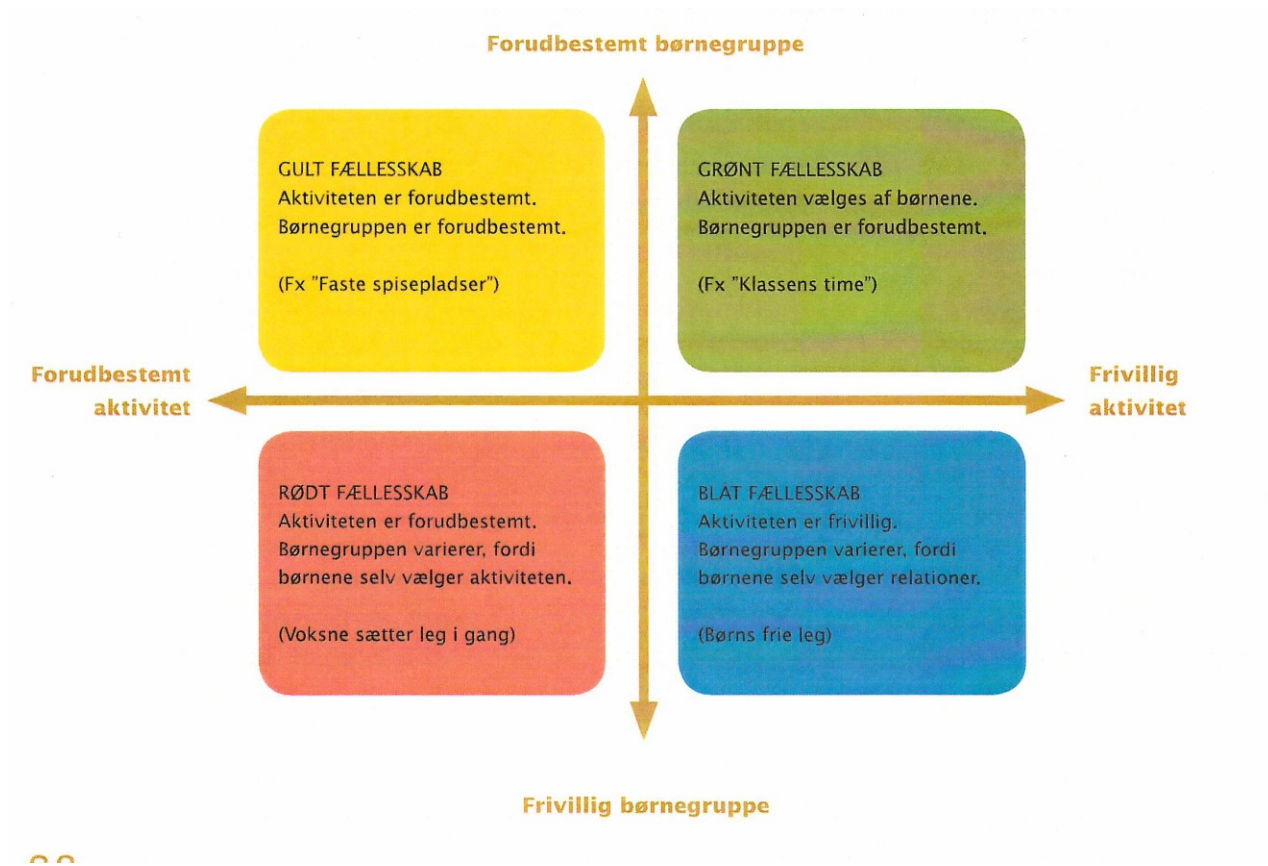 Forudbestemt børnegruppe
GULT FÆLLESSKAB
Aktiviteten er forudbestemt.
Børnegruppen er forudbestemt.
(Fx "Faste spisepladser")
GRØNT FÆLLESSKAB
Aktiviteten vælges af børnene.
Børnegruppen er forudbestemt.
(Fx "Klassens time")
Forudbestemt
aktivitet
Frivillig
aktivitet
RØDT FÆLLESSKAB
Aktiviteten er forudbestemt.
Børnegruppen varierer, fordi
børnene selv vælger aktiviteten.
(Voksne sætter leg i gang)
BLAT FÆLLESSKAB
Aktiviteten er frivillig.
Børnegruppen varierer, fordi
børnene selv vælger relationer.
(Børns frie leg)
Frivillig børnegruppe